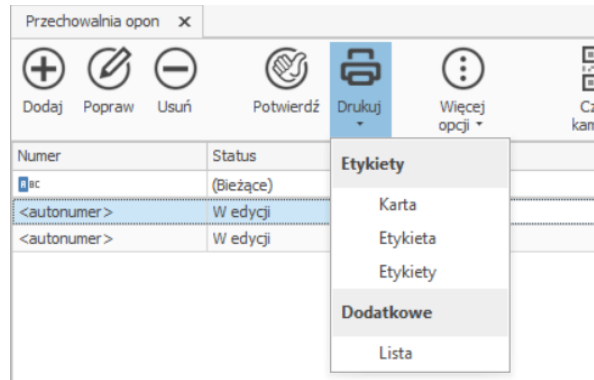 Przechowalnia opon
Dodaj Popraw Usuń Potwierdź Drukuj Więcej
opcji
Numer Status
Etykiety
ABC (Bieżące)
Karta
<autonumer> W edycji
Etykieta
<autonumer> W edycji
Etykiety
Dodatkowe
Lista